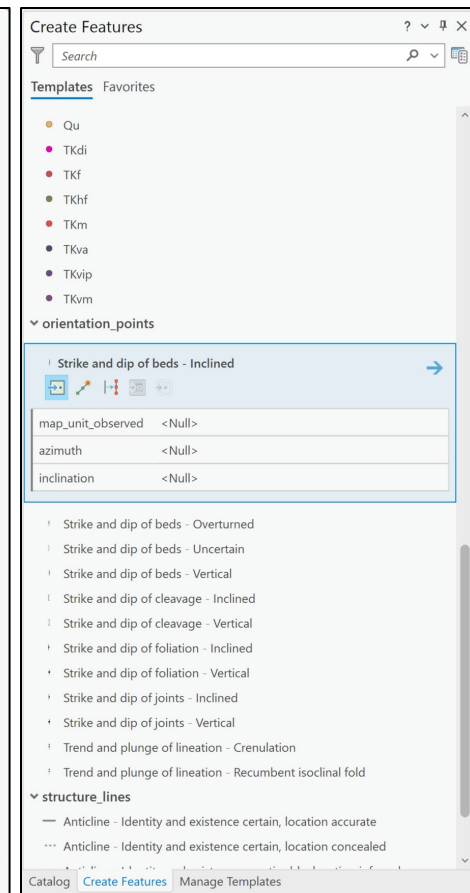 Create Features
?
Search
Templates Favorites
Qu
TKdi
TKf
TKhf
TKm
TKva
TKvip
TKvm
orientation_points
Strike and dip of beds - Inclined
map_unit_observed <Null>
azimuth <Null>
inclination <Null>
Strike and dip of beds - Overturned
Strike and dip of beds - Uncertain
Strike and dip of beds - Vertical
Strike and dip of cleavage - Inclined
Strike and dip of cleavage - Vertical
Strike and dip of foliation - Inclined
Strike and dip of foliation - Vertical
Strike and dip of joints - Inclined
Strike and dip of joints - Vertical
Trend and plunge of lineation - Crenulation
Trend and plunge of lineation - Recumbent isoclinal fold
structure_lines
Anticline - Identity and existence certain, location accurate
Anticline - Identity and existence certain, location concealed
Catalog Create Features Manage Templates